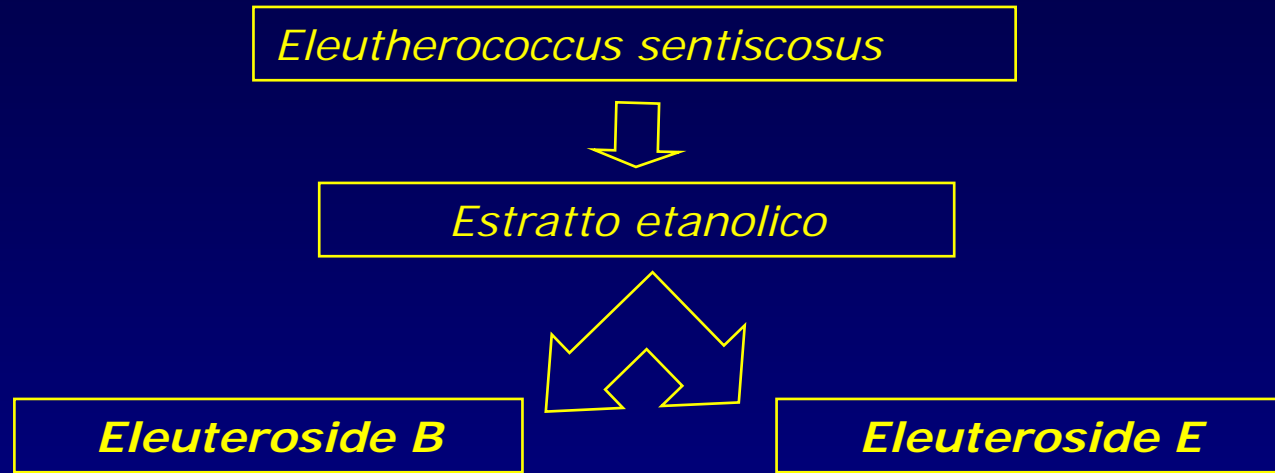 Eleutherococcus sentiscosus
Estratto etanolico
Eleuteroside B
Eleuteroside E